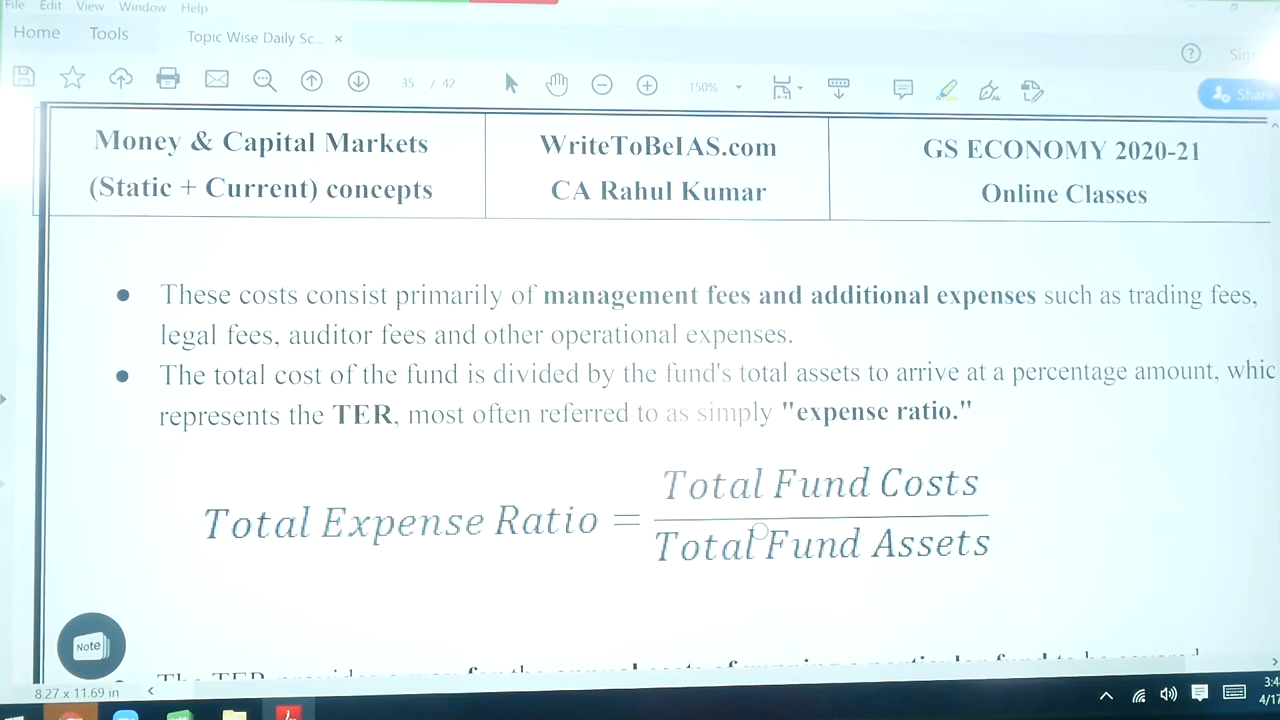 File Edit View Window Help
Home Tools Topic Wise Daily Sc... ×
35 / 42 150%
Share
Money & Capital Markets
(Static + Current) concepts
WriteToBeIAS.com
CA Rahul Kumar
GS ECONOMY 2020-21
Online Classes
● These costs consist primarily of management fees and additional expenses such as trading fees,
legal fees, auditor fees and other operational expenses.
● The total cost of the fund is divided by the fund's total assets to arrive at a percentage amount, whic
represents the TER, most often referred to as simply "expense ratio."
Total Expense Ratio = Total Fund Costs
Total Fund Assets
Note
8.27 x 11.69 in